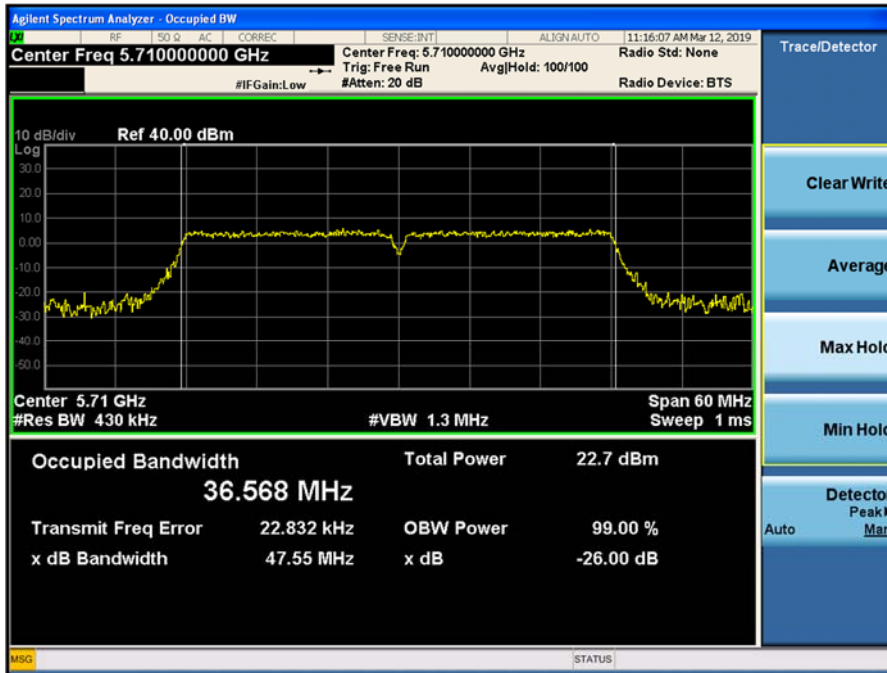 Agilent Spectrum Analyzer - Occupied BW
LXI RF 50 Ω AC CORREC SENSE:INT ALIGN AUTO 11:16:07 AM Mar 12, 2019
Center Freq 5.710000000 GHz
Center Freq: 5.710000000 GHz Radio Std: None
Trig: Free Run Avg|Hold: 100/100
#IFGain:Low #Atten: 20 dB Radio Device: BTS
Trace/Detector
10 dB/div Ref 40.00 dBm
Log
30.0
20.0
10.0
0.00
-10.0
-20.0
-30.0
-40.0
-50.0
Center 5.71 GHz Span 60 MHz
#Res BW 430 kHz #VBW 1.3 MHz Sweep 1 ms
Occupied Bandwidth Total Power 22.7 dBm
36.568 MHz
Transmit Freq Error 22.832 kHz OBW Power 99.00 %
x dB Bandwidth 47.55 MHz x dB -26.00 dB
Clear Write
Average
Max Hold
Min Hold
Detector
Peak
Auto Man
MSG STATUS